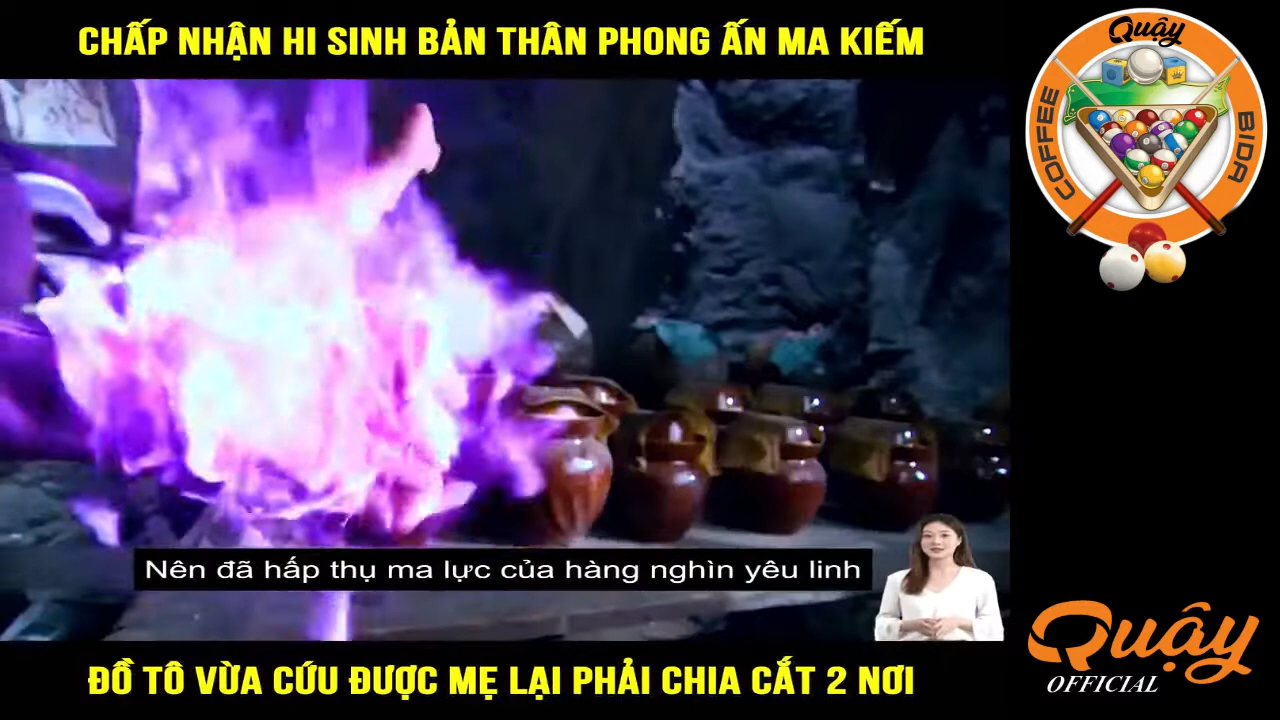 CHẤP NHẬN HI SINH BẢN THÂN PHONG ẤN MA KIẾM
Quậy
COFFEE
BIDA
Nên đã hấp thụ ma lực của hàng nghìn yêu linh
Quậy
OFFICIAL
ĐỒ TÔ VỪA CỨU ĐƯỢC MẸ LẠI PHẢI CHIA CẮT 2 NƠI